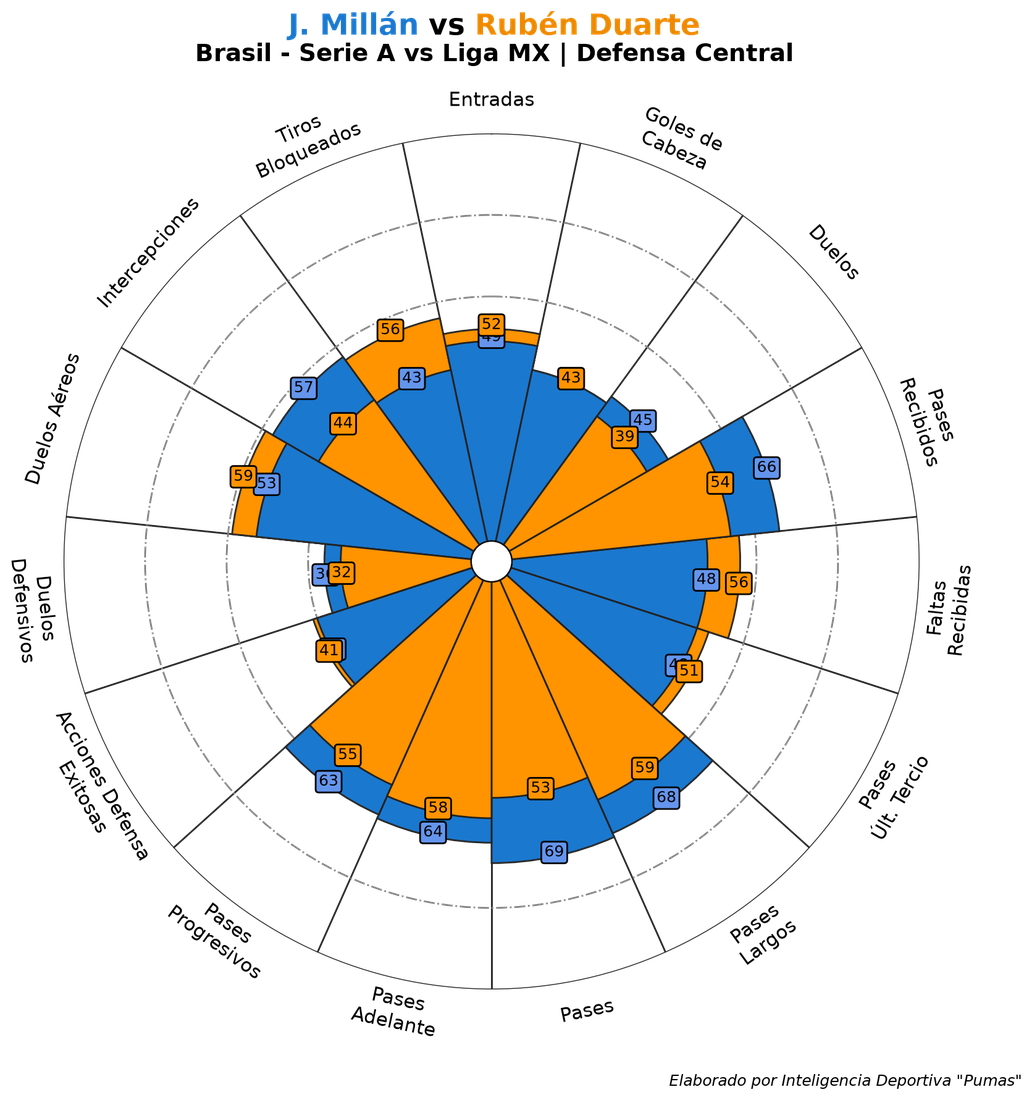 J. Millán vs Rubén Duarte
Brasil - Serie A vs Liga MX | Defensa Central
Entradas
Goles de
Cabeza
Duelos
Pases
Recibidos
Faltas
Recibidas
Pases
Últ. Tercio
Pases
Largos
Pases
Pases
Adelante
Pases
Progresivos
Acciones Defensa
Exitosas
Duelos
Defensivos
Duelos Aéreos
Intercepciones
Tiros
Bloqueados
52
43
45
39
66
54
48
56
51
68
59
69
53
64
58
63
55
41
32
53
59
57
44
43
56
Elaborado por Inteligencia Deportiva "Pumas"